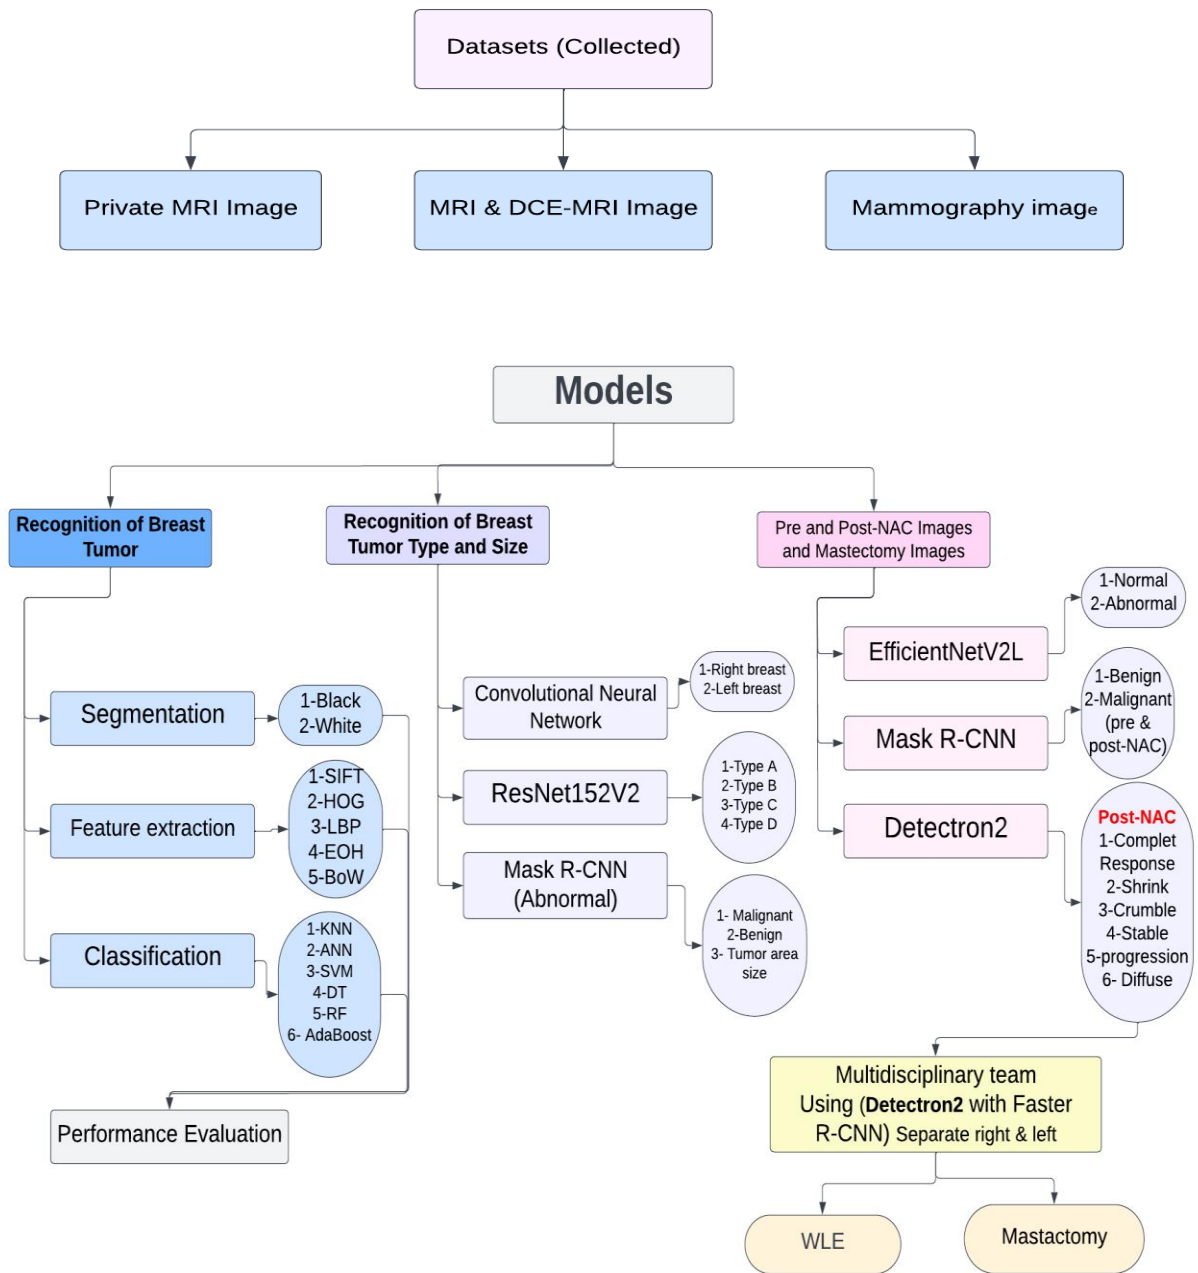 Datasets (Collected)
Private MRI Image
MRI & DCE-MRI Image
Mammography image
Models
Recognition of Breast
Tumor
Segmentation
1-Black
2-White
Feature extraction
1-SIFT
2-HOG
3-LBP
4-EOH
5-BoW
Classification
1-KNN
2-ANN
3-SVM
4-DT
5-RF
6- AdaBoost
Performance Evaluation
Recognition of Breast
Tumor Type and Size
Convolutional Neural
Network
1-Right breast
2-Left breast
ResNet152V2
1-Type A
2-Type B
3-Type C
4-Type D
Mask R-CNN
(Abnormal)
1- Malignant
2-Benign
3- Tumor area
size
Pre and Post-NAC Images
and Mastectomy Images
EfficientNetV2L
1-Normal
2-Abnormal
Mask R-CNN
1-Benign
2-Malignant
(pre &
post-NAC)
Detectron2
Post-NAC
1-Complet
Response
2-Shrink
3-Crumble
4-Stable
5-progression
6- Diffuse
Multidisciplinary team
Using (Detectron2 with Faster
R-CNN) Separate right & left
WLE
Mastactomy